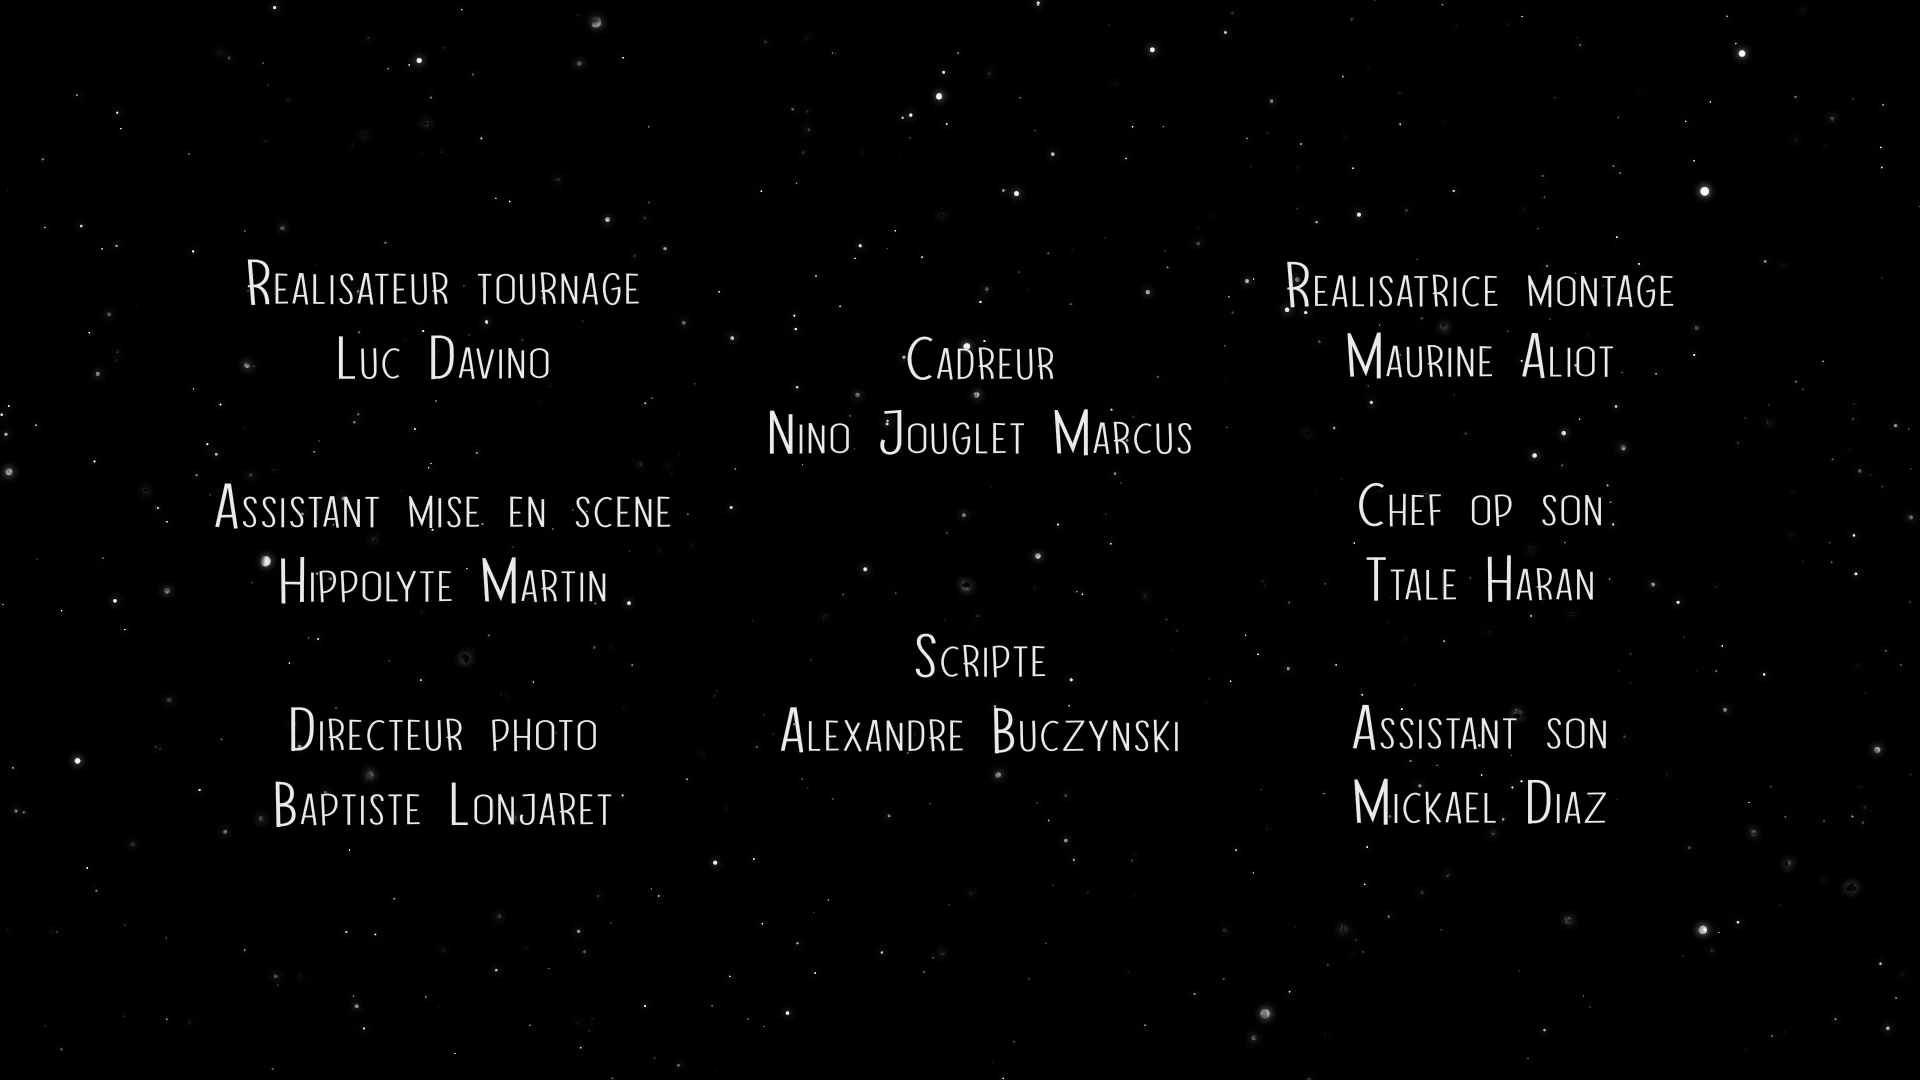 Realisateur tournage
Luc Davino
Assistant mise en scene
Hippolyte Martin
Directeur photo
Baptiste Lonjaret
Cadreur
Nino Jouglet Marcus
Scripte
Alexandre Buczynski
Realisatrice montage
Maurine Aliot
Chef op son
Ttale Haran
Assistant son
Mickael Diaz